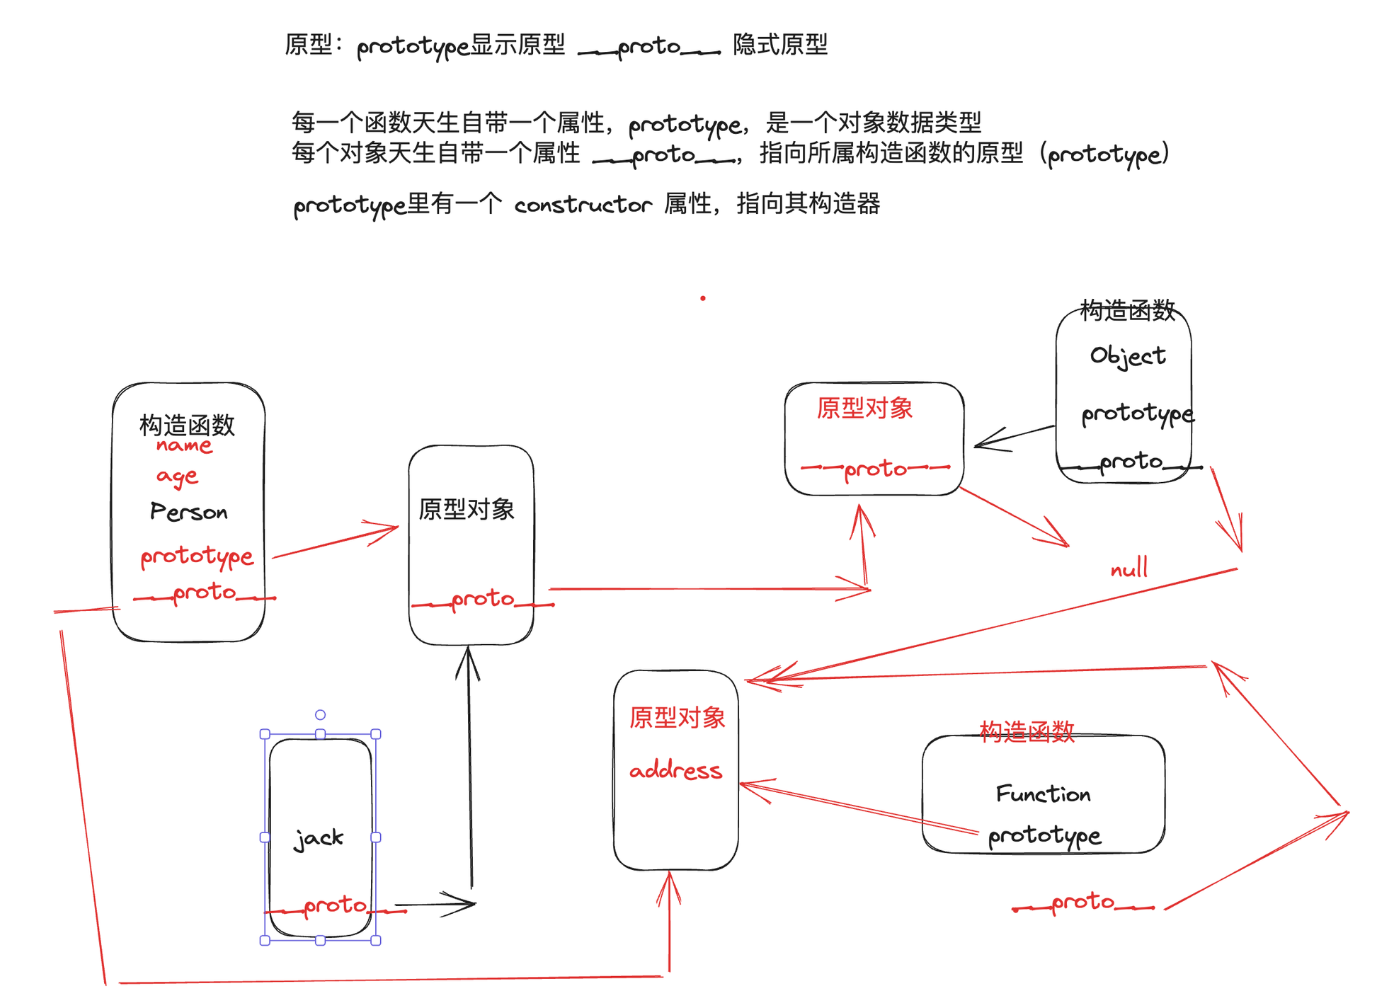 原型：prototype显示原型 __proto__ 隐式原型
每一个函数天生自带一个属性，prototype，是一个对象数据类型
每个对象天生自带一个属性 __proto__，指向所属构造函数的原型（prototype）
prototype里有一个 constructor 属性，指向其构造器
构造函数
Object
prototype
__proto__
原型对象
__proto__
构造函数
name
age
Person
prototype
__proto__
原型对象
__proto__
null
原型对象
address
构造函数
Function
prototype
__proto__
jack
__proto__